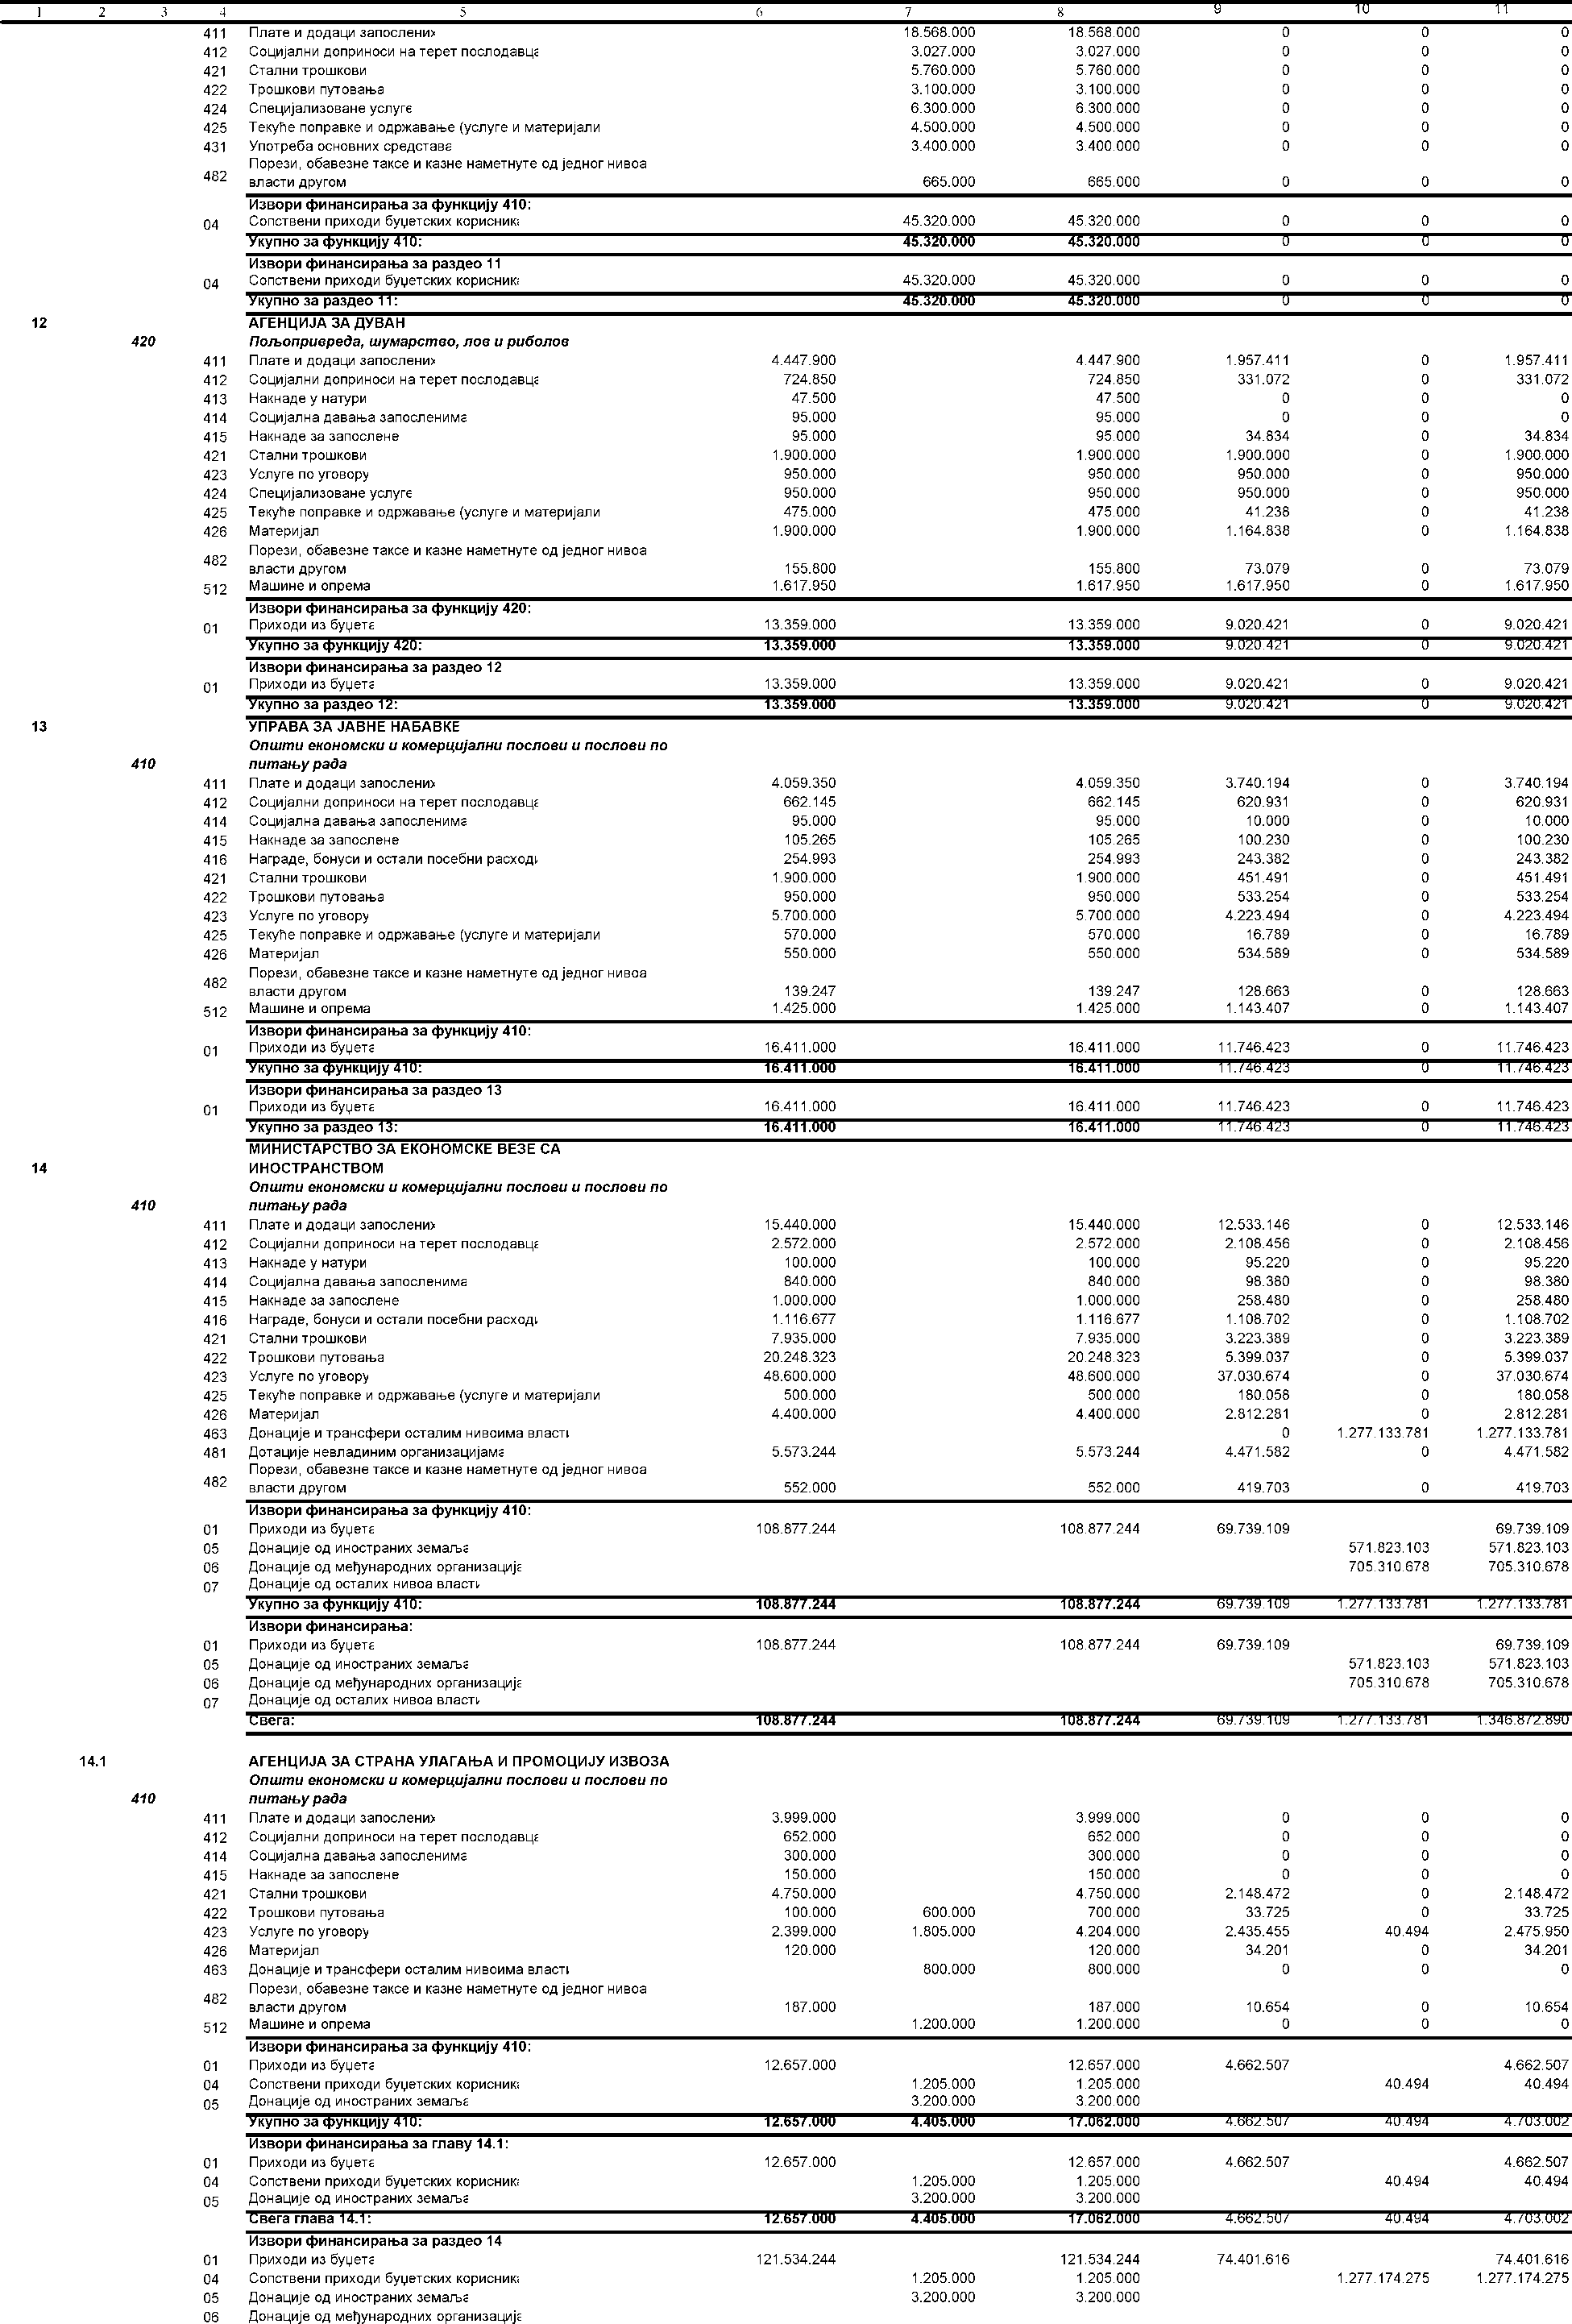 1 2 3 4 5 6 7 8 9 10 11
411 Плате и додаци запослених 18.568.000 18.568.000 0 0 0
412 Социјални доприноси на терет послодавца 3.027.000 3.027.000 0 0 0
421 Стални трошкови 5.760.000 5.760.000 0 0 0
422 Трошкови путовања 3.100.000 3.100.000 0 0 0
424 Специјализоване услуге 6.300.000 6.300.000 0 0 0
425 Текуће поправке и одржавање (услуге и материјали 4.500.000 4.500.000 0 0 0
431 Употреба основних средстава 3.400.000 3.400.000 0 0 0
Порези, обавезне таксе и казне наметнуте од једног нивоа
482 власти другом 665.000 665.000 0 0 0
Извори финансирања за функцију 410:
04 Сопствени приходи буџетских корисника 45.320.000 45.320.000 0 0 0
Укупно за функцију 410: 45.320.000 45.320.000 0 0 0
Извори финансирања за раздео 11
04 Сопствени приходи буџетских корисника 45.320.000 45.320.000 0 0 0
Укупно за раздео 11: 45.320.000 45.320.000 0 0 0
12 АГЕНЦИЈА ЗА ДУВАН
420 Пољопривреда, шумарство, лов и риболов
411 Плате и додаци запослених 4.447.900 4.447.900 1.957.411 0 1.957.411
412 Социјални доприноси на терет послодавца 724.850 724.850 331.072 0 331.072
413 Накнаде у натури 47.500 47.500 0 0 0
414 Социјална давања запосленима 95.000 95.000 0 0 0
415 Накнаде за запослене 95.000 95.000 34.834 0 34.834
421 Стални трошкови 1.900.000 1.900.000 1.900.000 0 1.900.000
423 Услуге по уговору 950.000 950.000 950.000 0 950.000
424 Специјализоване услуге 950.000 950.000 950.000 0 950.000
425 Текуће поправке и одржавање (услуге и материјали 475.000 475.000 41.238 0 41.238
426 Материјал 1.900.000 1.900.000 1.164.838 0 1.164.838
Порези, обавезне таксе и казне наметнуте од једног нивоа
482 власти другом 155.800 155.800 73.079 0 73.079
512 Машине и опрема 1.617.950 1.617.950 1.617.950 0 1.617.950
Извори финансирања за функцију 420:
01 Приходи из буџета 13.359.000 13.359.000 9.020.421 0 9.020.421
Укупно за функцију 420: 13.359.000 13.359.000 9.020.421 0 9.020.421
Извори финансирања за раздео 12
01 Приходи из буџета 13.359.000 13.359.000 9.020.421 0 9.020.421
Укупно за раздео 12: 13.359.000 13.359.000 9.020.421 0 9.020.421
13 УПРАВА ЗА ЈАВНЕ НАБАВКЕ
Општи економски и комерцијални послови и послови по
410 питању рада
411 Плате и додаци запослених 4.059.350 4.059.350 3.740.194 0 3.740.194
412 Социјални доприноси на терет послодавца 662.145 662.145 620.931 0 620.931
414 Социјална давања запосленима 95.000 95.000 10.000 0 10.000
415 Накнаде за запослене 105.265 105.265 100.230 0 100.230
416 Награде, бонуси и остали посебни расходи 254.993 254.993 243.382 0 243.382
421 Стални трошкови 1.900.000 1.900.000 451.491 0 451.491
422 Трошкови путовања 950.000 950.000 533.254 0 533.254
423 Услуге по уговору 5.700.000 5.700.000 4.223.494 0 4.223.494
425 Текуће поправке и одржавање (услуге и материјали 570.000 570.000 16.789 0 16.789
426 Материјал 550.000 550.000 534.589 0 534.589
Порези, обавезне таксе и казне наметнуте од једног нивоа
482 власти другом 139.247 139.247 128.663 0 128.663
512 Машине и опрема 1.425.000 1.425.000 1.143.407 0 1.143.407
Извори финансирања за функцију 410:
01 Приходи из буџета 16.411.000 16.411.000 11.746.423 0 11.746.423
Укупно за функцију 410: 16.411.000 16.411.000 11.746.423 0 11.746.423
Извори финансирања за раздео 13
01 Приходи из буџета 16.411.000 16.411.000 11.746.423 0 11.746.423
Укупно за раздео 13: 16.411.000 16.411.000 11.746.423 0 11.746.423
МИНИСТАРСТВО ЗА ЕКОНОМСКЕ ВЕЗЕ СА
14 ИНОСТРАНСТВОМ
Општи економски и комерцијални послови и послови по
410 питању рада
411 Плате и додаци запослених 15.440.000 15.440.000 12.533.146 0 12.533.146
412 Социјални доприноси на терет послодавца 2.572.000 2.572.000 2.108.456 0 2.108.456
413 Накнаде у натури 100.000 100.000 95.220 0 95.220
414 Социјална давања запосленима 840.000 840.000 98.380 0 98.380
415 Накнаде за запослене 1.000.000 1.000.000 258.480 0 258.480
416 Награде, бонуси и остали посебни расходи 1.116.677 1.116.677 1.108.702 0 1.108.702
421 Стални трошкови 7.935.000 7.935.000 3.223.389 0 3.223.389
422 Трошкови путовања 20.248.323 20.248.323 5.399.037 0 5.399.037
423 Услуге по уговору 48.600.000 48.600.000 37.030.674 0 37.030.674
425 Текуће поправке и одржавање (услуге и материјали 500.000 500.000 180.058 0 180.058
426 Материјал 4.400.000 4.400.000 2.812.281 0 2.812.281
463 Донације и трансфери осталим нивоима власти 0 1.277.133.781 1.277.133.781
481 Дотације невладиним организацијама 5.573.244 5.573.244 4.471.582 0 4.471.582
Порези, обавезне таксе и казне наметнуте од једног нивоа
482 власти другом 552.000 552.000 419.703 0 419.703
Извори финансирања за функцију 410:
01 Приходи из буџета 108.877.244 108.877.244 69.739.109 69.739.109
05 Донације од иностраних земаља 571.823.103 571.823.103
06 Донације од међународних организација 705.310.678 705.310.678
07 Донације од осталих нивоа власти
Укупно за функцију 410: 108.877.244 108.877.244 69.739.109 1.277.133.781 1.277.133.781
Извори финансирања:
01 Приходи из буџета 108.877.244 108.877.244 69.739.109 69.739.109
05 Донације од иностраних земаља 571.823.103 571.823.103
06 Донације од међународних организација 705.310.678 705.310.678
07 Донације од осталих нивоа власти
Свега: 108.877.244 108.877.244 69.739.109 1.277.133.781 1.346.872.890
14.1 АГЕНЦИЈА ЗА СТРАНА УЛАГАЊА И ПРОМОЦИЈУ ИЗВОЗА
Општи економски и комерцијални послови и послови по
410 питању рада
411 Плате и додаци запослених 3.999.000 3.999.000 0 0 0
412 Социјални доприноси на терет послодавца 652.000 652.000 0 0 0
414 Социјална давања запосленима 300.000 300.000 0 0 0
415 Накнаде за запослене 150.000 150.000 0 0 0
421 Стални трошкови 4.750.000 4.750.000 2.148.472 0 2.148.472
422 Трошкови путовања 100.000 600.000 700.000 33.725 0 33.725
423 Услуге по уговору 2.399.000 1.805.000 4.204.000 2.435.455 40.494 2.475.950
426 Материјал 120.000 120.000 34.201 0 34.201
463 Донације и трансфери осталим нивоима власти 800.000 800.000 0 0 0
Порези, обавезне таксе и казне наметнуте од једног нивоа
482 власти другом 187.000 187.000 10.654 0 10.654
512 Машине и опрема 1.200.000 1.200.000 0 0 0
Извори финансирања за функцију 410:
01 Приходи из буџета 12.657.000 12.657.000 4.662.507 4.662.507
04 Сопствени приходи буџетских корисника 1.205.000 1.205.000 40.494 40.494
05 Донације од иностраних земаља 3.200.000 3.200.000
Укупно за функцију 410: 12.657.000 4.405.000 17.062.000 4.662.507 40.494 4.703.002
Извори финансирања за главу 14.1:
01 Приходи из буџета 12.657.000 12.657.000 4.662.507 4.662.507
04 Сопствени приходи буџетских корисника 1.205.000 1.205.000 40.494 40.494
05 Донације од иностраних земаља 3.200.000 3.200.000
Свега глава 14.1: 12.657.000 4.405.000 17.062.000 4.662.507 40.494 4.703.002
Извори финансирања за раздео 14
01 Приходи из буџета 121.534.244 121.534.244 74.401.616 74.401.616
04 Сопствени приходи буџетских корисника 1.205.000 1.205.000 1.277.174.275 1.277.174.275
05 Донације од иностраних земаља 3.200.000 3.200.000
06 Донације од међународних организација